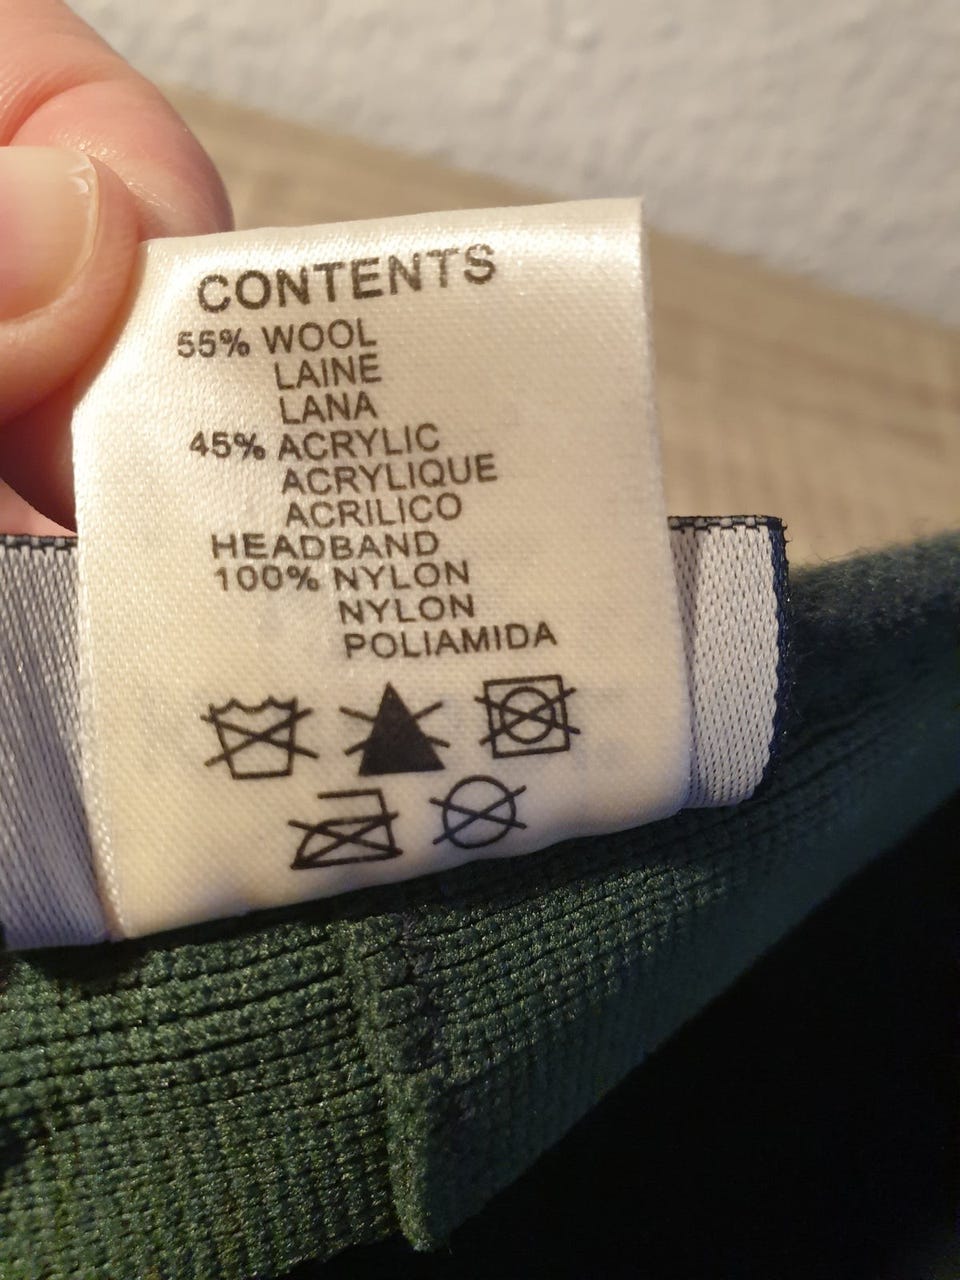 CONTENTS
55% WOOL
LAINE
LANA
45% ACRYLIC
ACRYLIQUE
ACRILICO
HEADBAND
100% NYLON
NYLON
POLIAMIDA